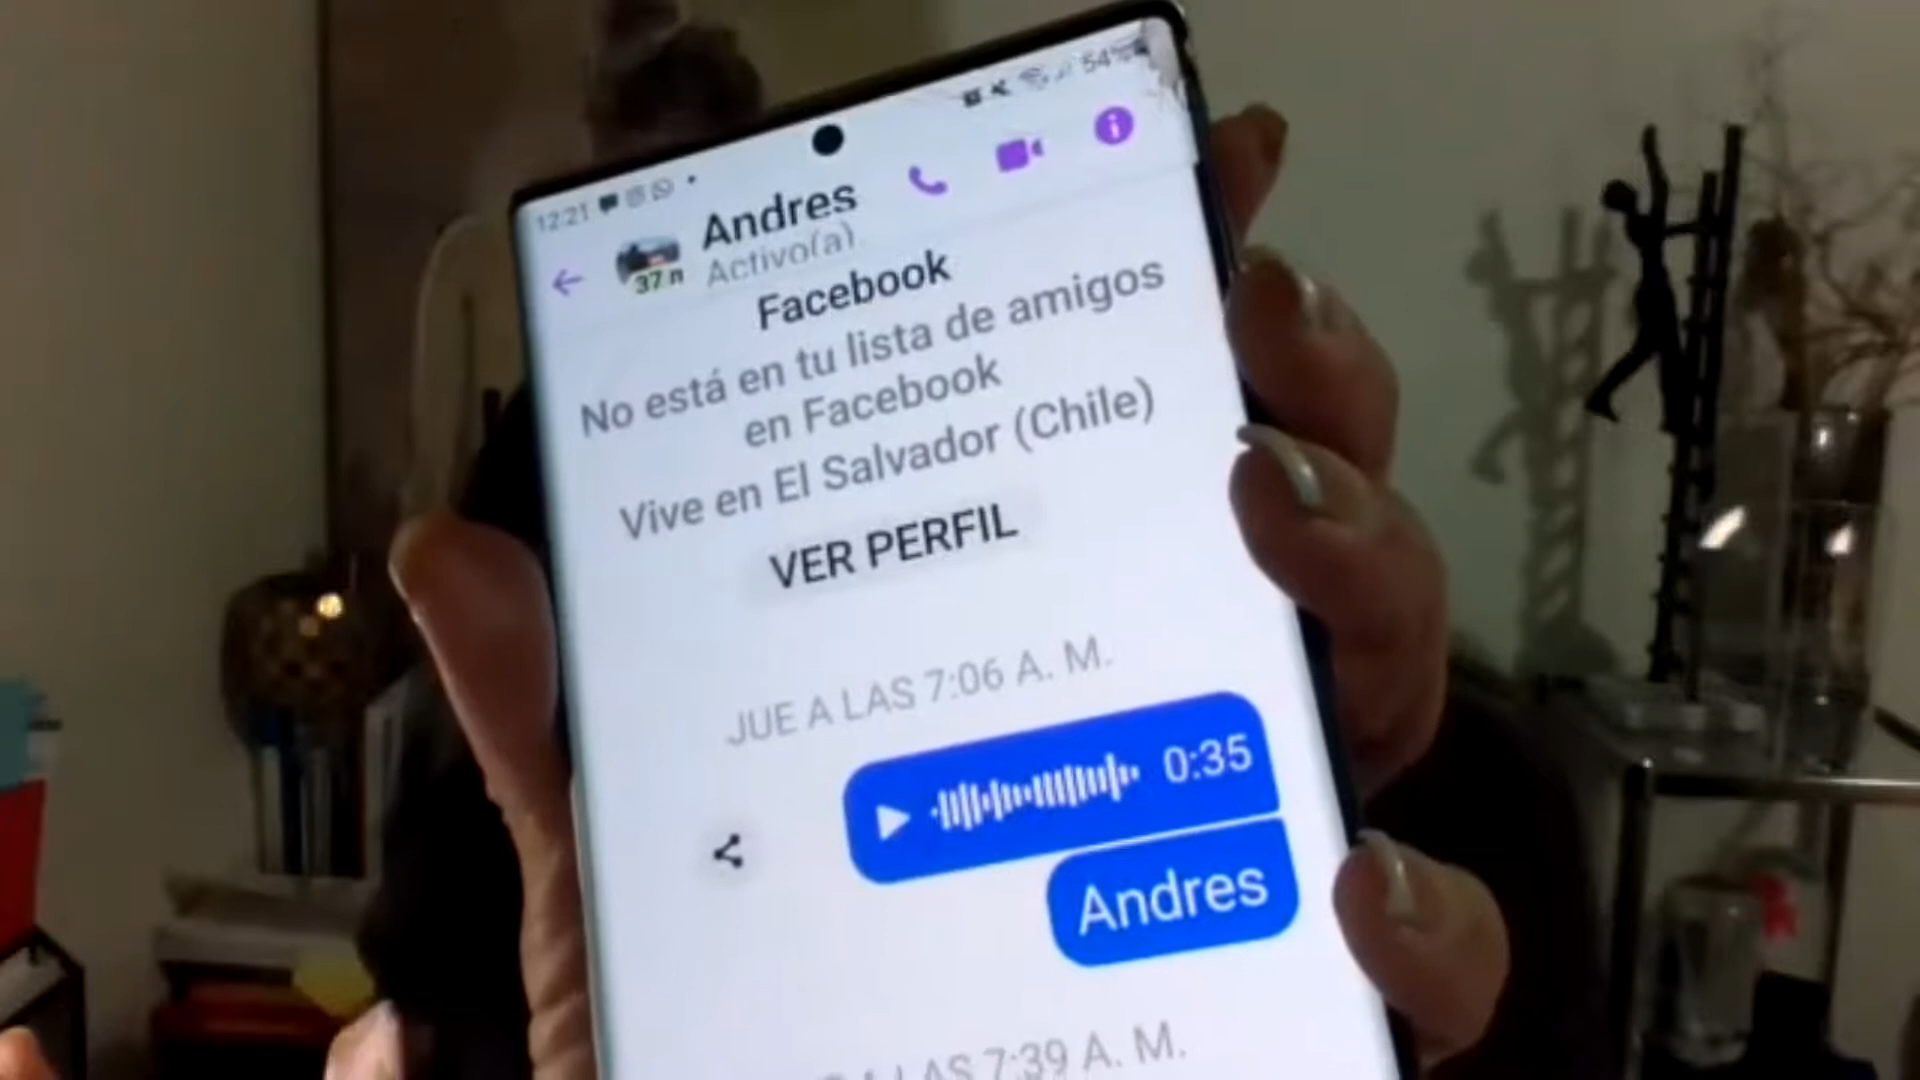 12:21
54%
Andres
Activo(a)
37 m
Facebook
No está en tu lista de amigos
en Facebook
Vive en El Salvador (Chile)
VER PERFIL
JUE A LAS 7:06 A. M.
0:35
Andres
A LAS 7:39 A. M.